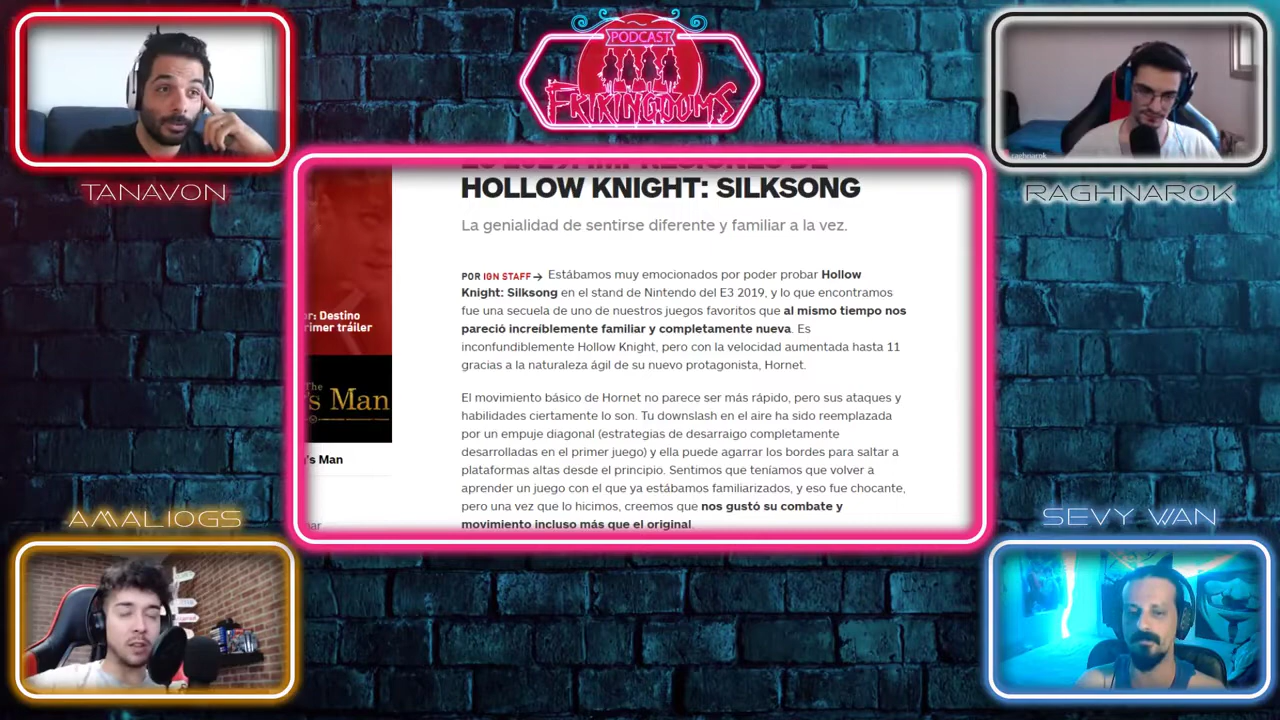 PODCAST
FRIKINGDOMS
TANAVON
raghnarok
RAGHNAROK
HOLLOW KNIGHT: SILKSONG
La genialidad de sentirse diferente y familiar a la vez.
POR IGN STAFF → Estábamos muy emocionados por poder probar Hollow
Knight: Silksong en el stand de Nintendo del E3 2019, y lo que encontramos
fue una secuela de uno de nuestros juegos favoritos que al mismo tiempo nos
pareció increíblemente familiar y completamente nueva. Es
inconfundiblemente Hollow Knight, pero con la velocidad aumentada hasta 11
gracias a la naturaleza ágil de su nuevo protagonista, Hornet.
El movimiento básico de Hornet no parece ser más rápido, pero sus ataques y
habilidades ciertamente lo son. Tu downslash en el aire ha sido reemplazada
por un empuje diagonal (estrategias de desarraigo completamente
desarrolladas en el primer juego) y ella puede agarrar los bordes para saltar a
plataformas altas desde el principio. Sentimos que teníamos que volver a
aprender un juego con el que ya estábamos familiarizados, y eso fue chocante,
pero una vez que lo hicimos, creemos que nos gustó su combate y
movimiento incluso más que el original.
or: Destino
rimer tráiler
The
's Man
's Man
AMALIOGS
SEVY WAN